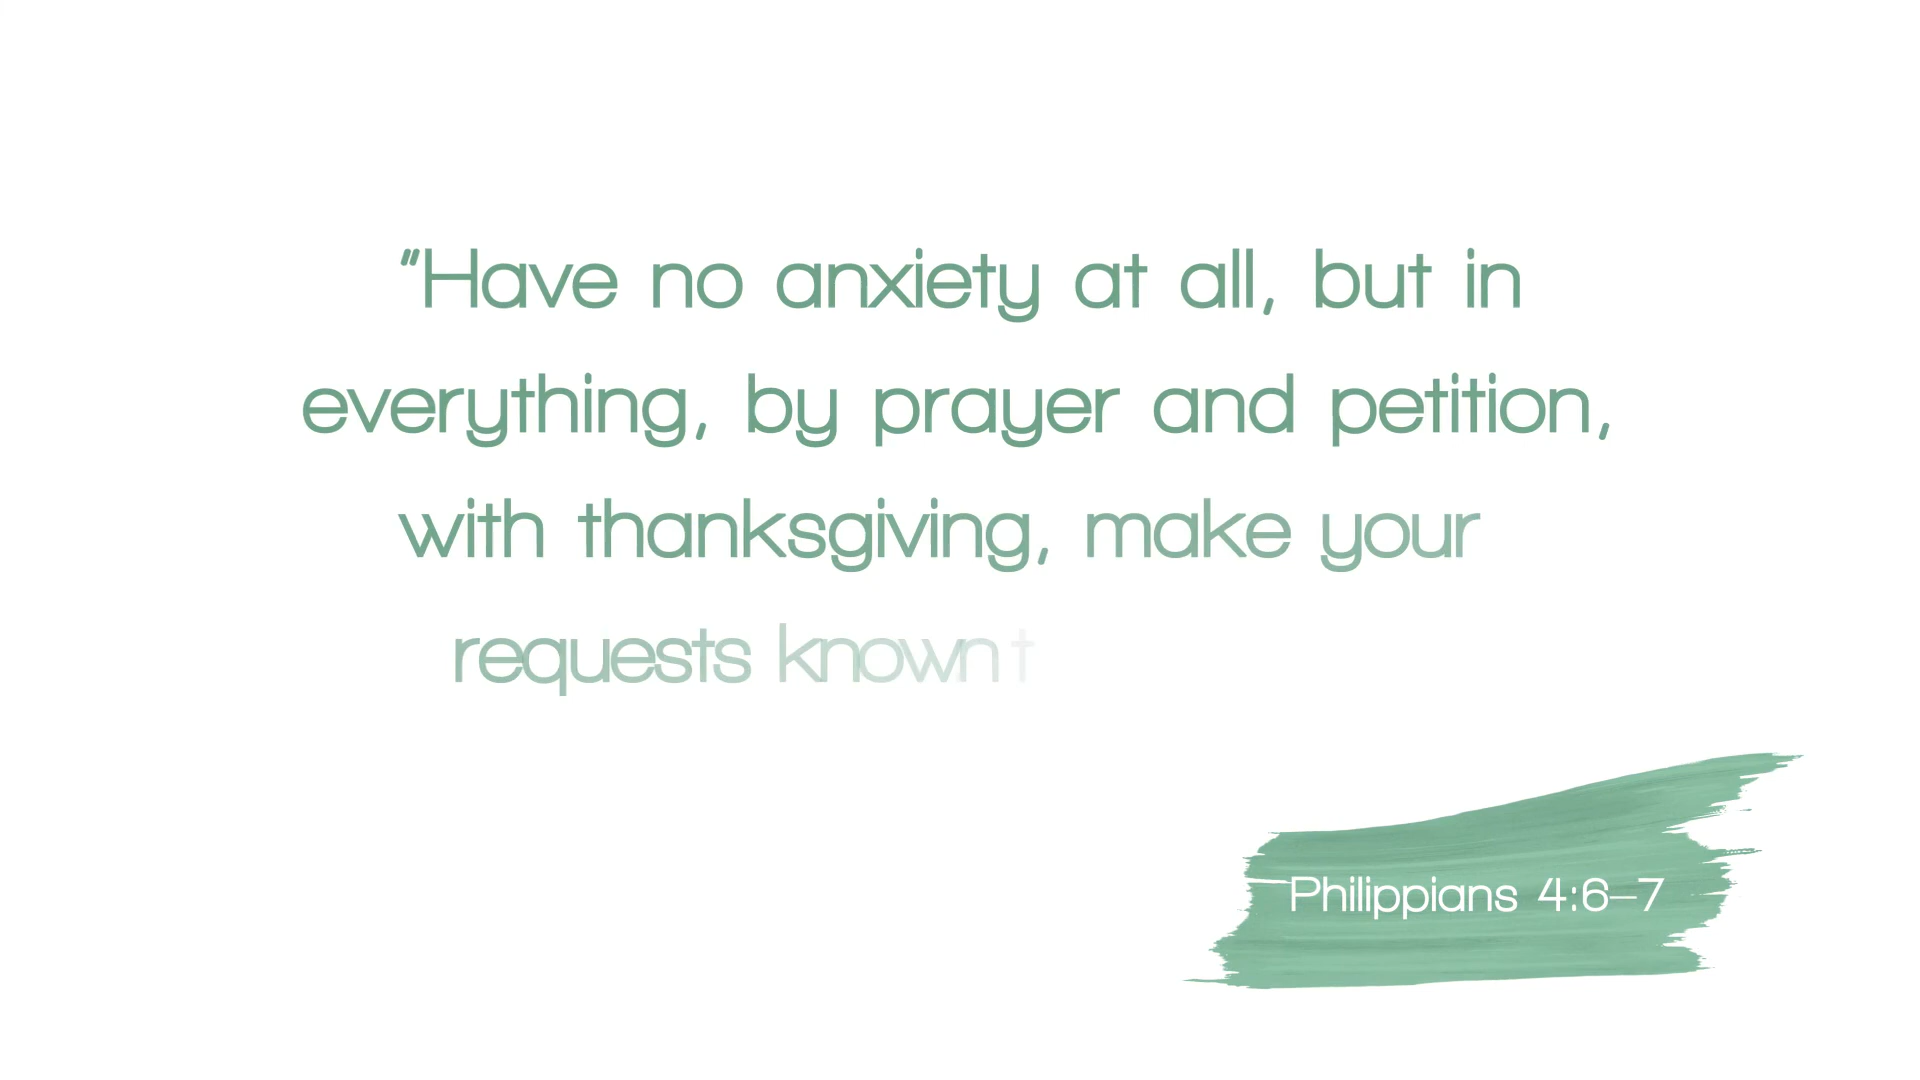 “Have no anxiety at all, but in
everything, by prayer and petition,
with thanksgiving, make your
requests known t
Philippians 4:6–7